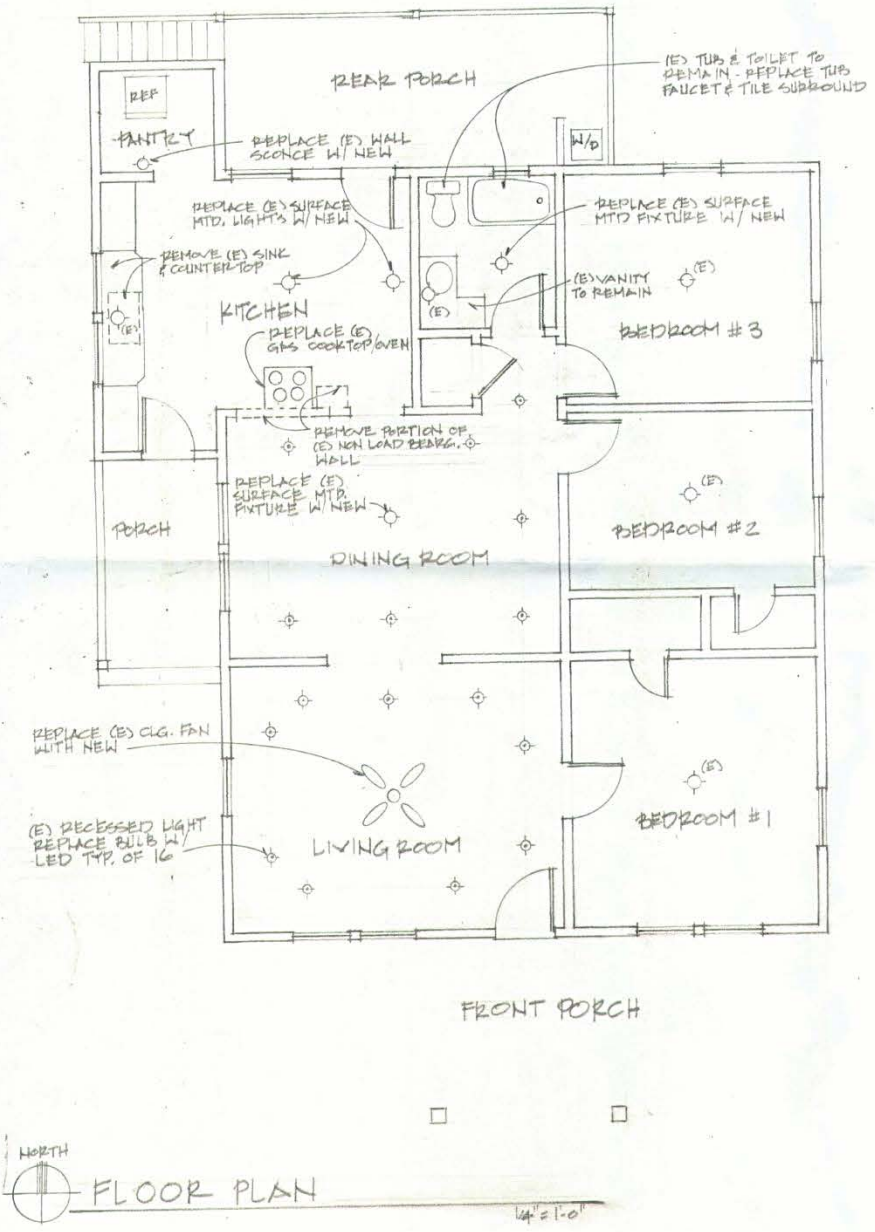 REAR PORCH
(E) TUB & TOILET TO
REMAIN - REPLACE TUB
FAUCET & TILE SURROUND
REF
PANTRY
W/D
REPLACE (E) WALL
SCONCE W/ NEW
REPLACE (E) SURFACE
MTD. LIGHTS W/ NEW
REPLACE (E) SURFACE
MTD FIXTURE W/ NEW
REMOVE (E) SINK
& COUNTERTOP
(E)
KITCHEN
(E) VANITY
TO REMAIN
(E)
(E)
BEDROOM #3
REPLACE (E)
GAS COOKTOP/OVEN
REMOVE PORTION OF
(E) NON LOAD BEARG.
WALL
REPLACE (E)
SURFACE MTD.
FIXTURE W/ NEW
(E)
BEDROOM #2
PORCH
DINING ROOM
REPLACE (E) CLG. FAN
WITH NEW
(E)
BEDROOM #1
(E) RECESSED LIGHT
REPLACE BULB W/
LED TYP. OF 16
LIVING ROOM
FRONT PORCH
NORTH
FLOOR PLAN
1/4" = 1'-0"